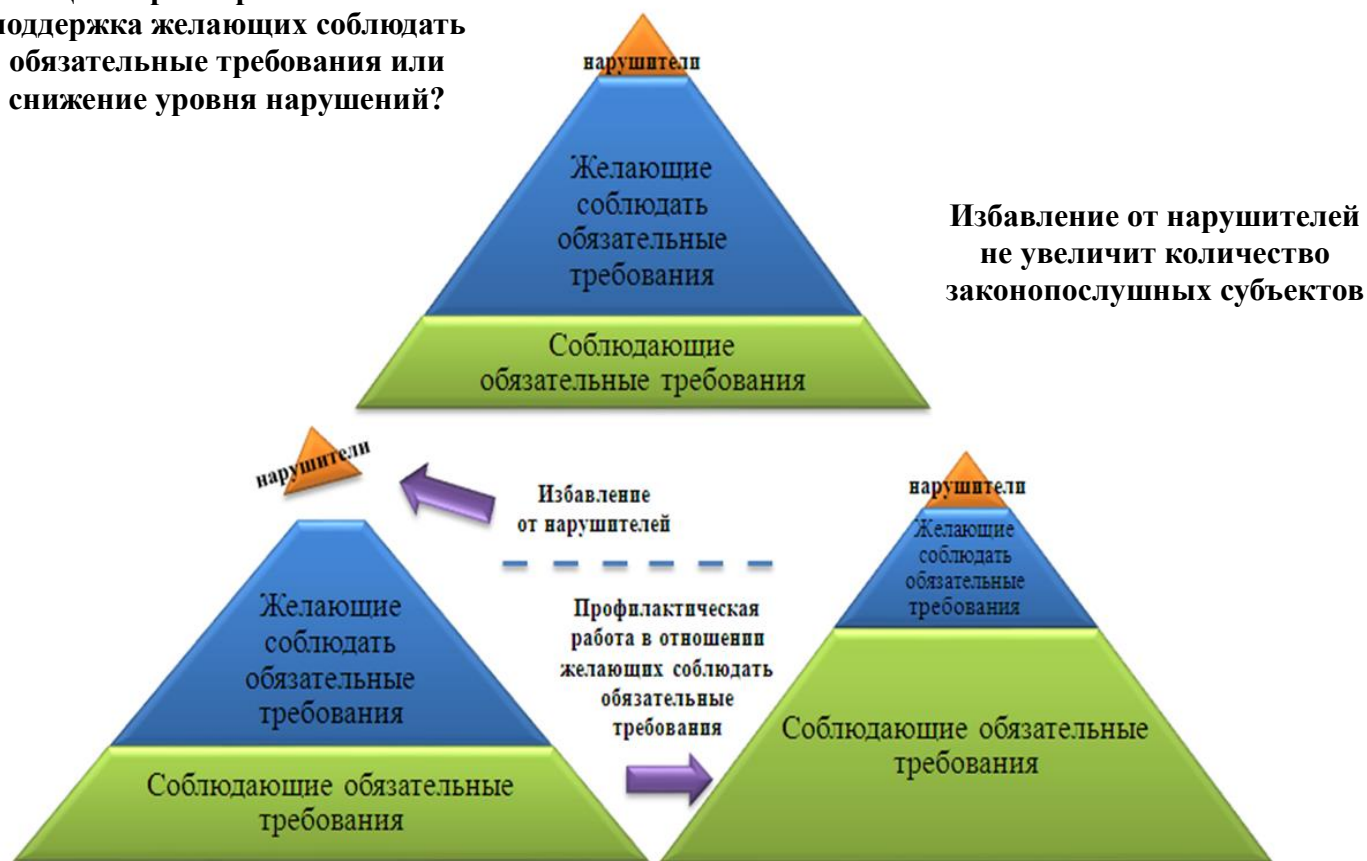 поддержка желающих соблюдать
обязательные требования или
снижение уровня нарушений?
нарушители
Желающие
соблюдать
обязательные
требования
Соблюдающие
обязательные требования
Избавление от нарушителей
не увеличит количество
законопослушных субъектов
нарушители
Избавление
от нарушителей
Желающие
соблюдать
обязательные
требования
Соблюдающие обязательные
требования
Профилактическая
работа в отношении
желающих соблюдать
обязательные
требования
нарушители
Желающие
соблюдать
обязательные
требования
Соблюдающие обязательные
требования